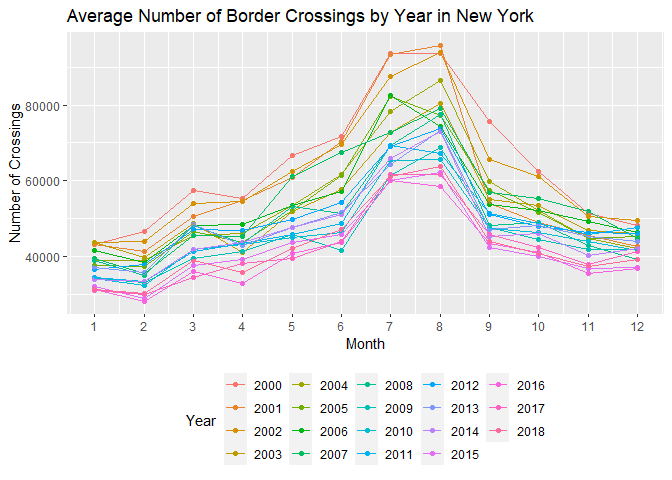 Average Number of Border Crossings by Year in New York
Number of Crossings
80000
60000
40000
1 2 3 4 5 6 7 8 9 10 11 12
Month
Year
2000 2004 2008 2012 2016
2001 2005 2009 2013 2017
2002 2006 2010 2014 2018
2003 2007 2011 2015